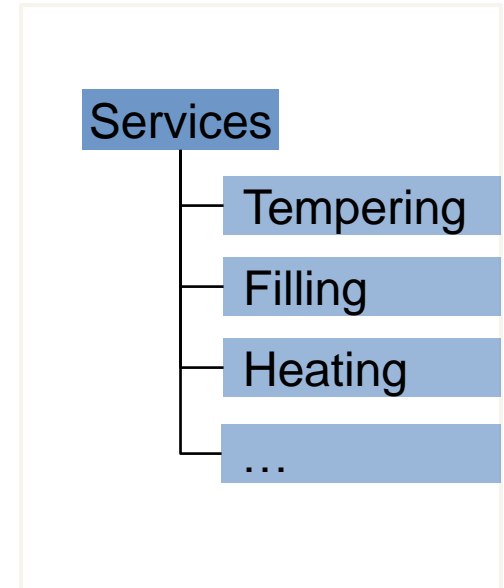 Services
Tempering
Filling
Heating
…